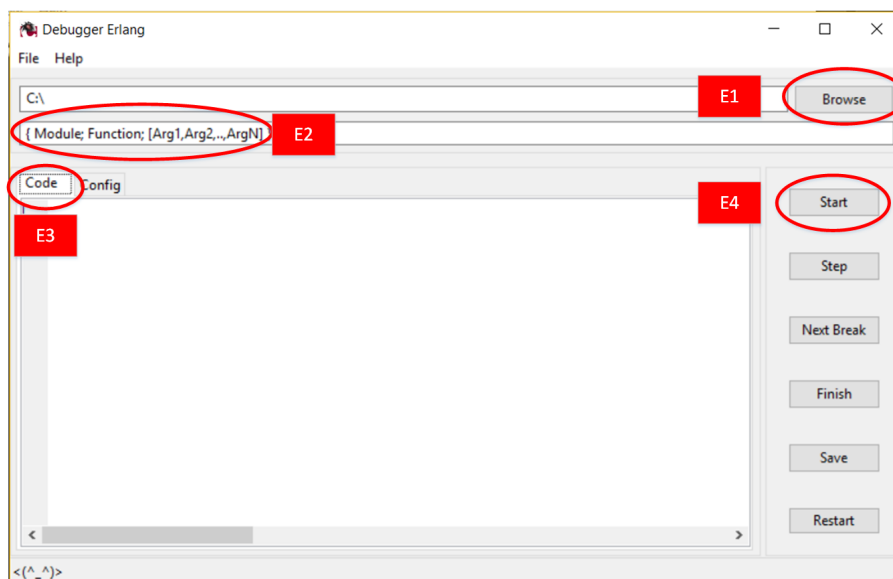 Debugger Erlang
File Help
C:\
E1
Browse
{ Module; Function; [Arg1,Arg2,..,ArgN]
E2
Code Config
E3
E4
Start
Step
Next Break
Finish
Save
Restart
<(^_^)>